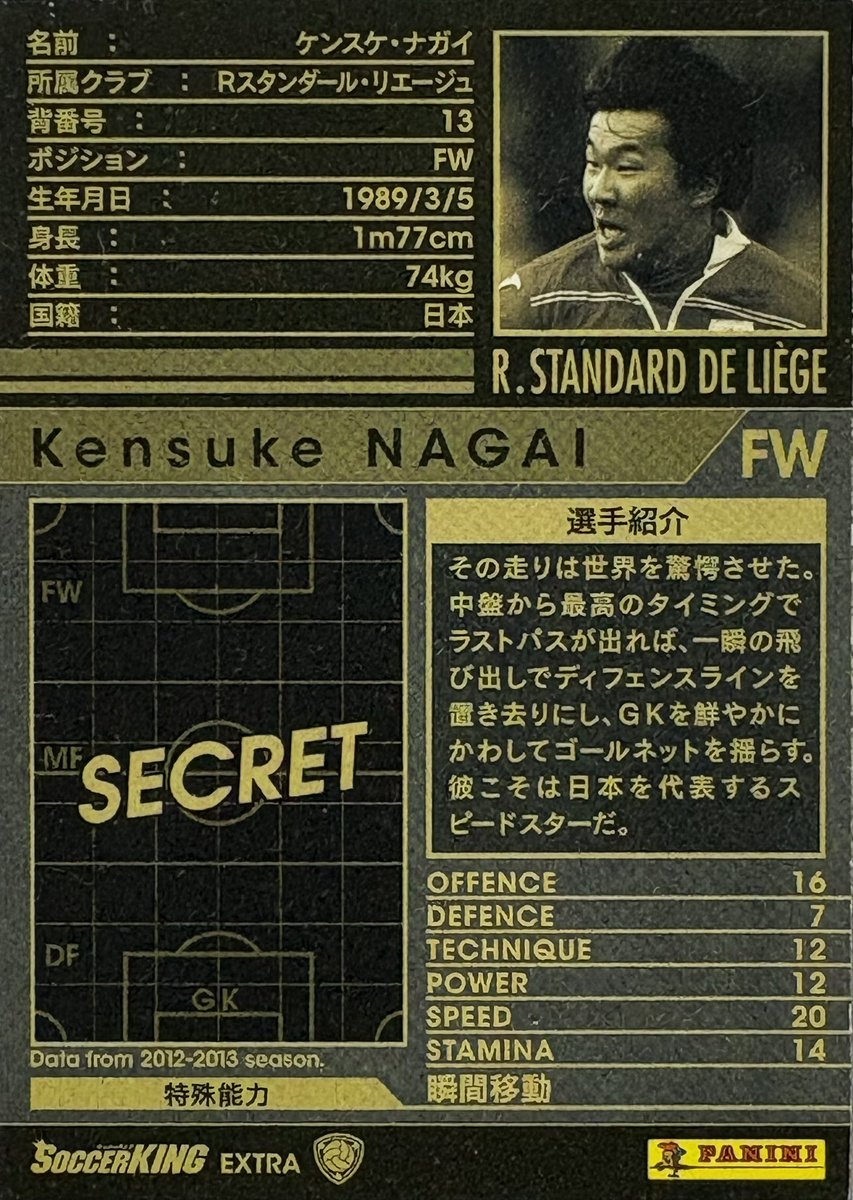 名前 : ケンスケ・ナガイ
所属クラブ : Rスタンダール・リエージュ
背番号 : 13
ポジション : FW
生年月日 : 1989/3/5
身長 : 1m77cm
体重 : 74kg
国籍 : 日本
R. STANDARD DE LIÈGE
Kensuke NAGAI
FW
FW
MF
SECRET
DF
GK
Data from 2012-2013 season.
選手紹介
その走りは世界を驚愕させた。
中盤から最高のタイミングで
ラストパスが出れば、一瞬の飛
び出しでディフェンスラインを
置き去りにし、GKを鮮やかに
かわしてゴールネットを揺らす。
彼こそは日本を代表するス
ピードスターだ。
OFFENCE 16
DEFENCE 7
TECHNIQUE 12
POWER 12
SPEED 20
STAMINA 14
特殊能力 瞬間移動
SOCCERKING EXTRA
PANINI